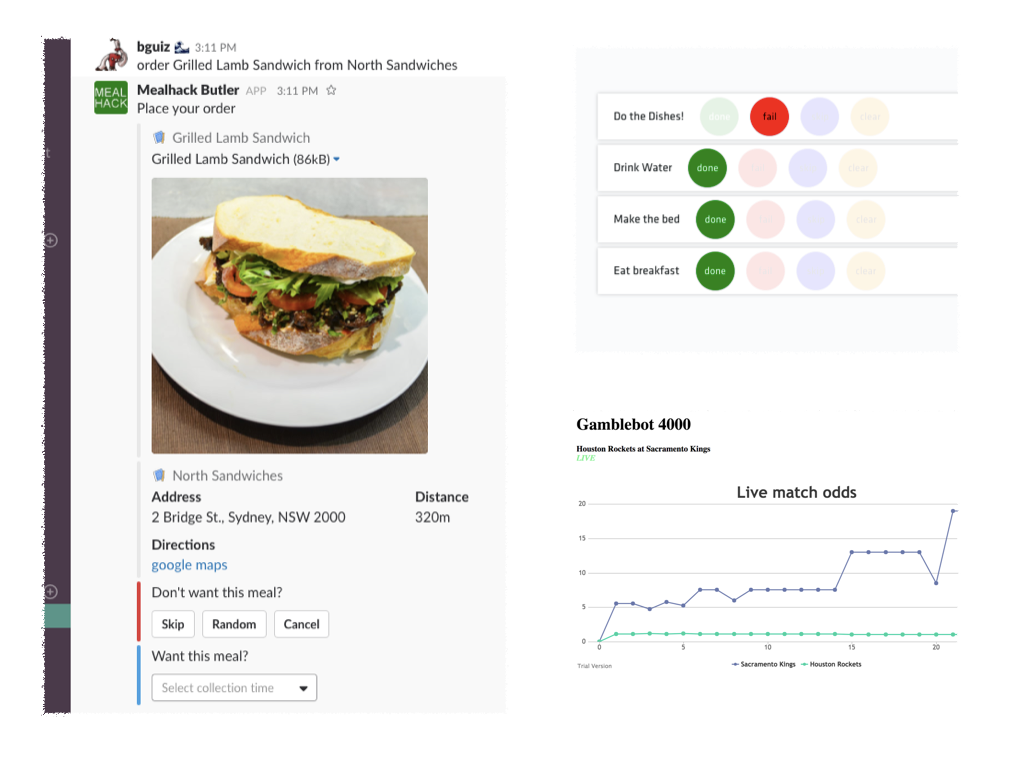 bguiz 3:11 PM
order Grilled Lamb Sandwich from North Sandwiches
MEAL
HACK
Mealhack Butler APP 3:11 PM
Place your order
Grilled Lamb Sandwich
Grilled Lamb Sandwich (86kB)
North Sandwiches
Address Distance
2 Bridge St., Sydney, NSW 2000 320m
Directions
google maps
Don't want this meal?
Skip Random Cancel
Want this meal?
Select collection time
t
Do the Dishes! done fail clear
Drink Water done clear
Make the bed done clear
Eat breakfast done clear
Gamblebot 4000
Houston Rockets at Sacramento Kings
LIVE
Live match odds
20
15
10
5
0
0 5 10 15 20
Sacramento Kings Houston Rockets
Trial Version